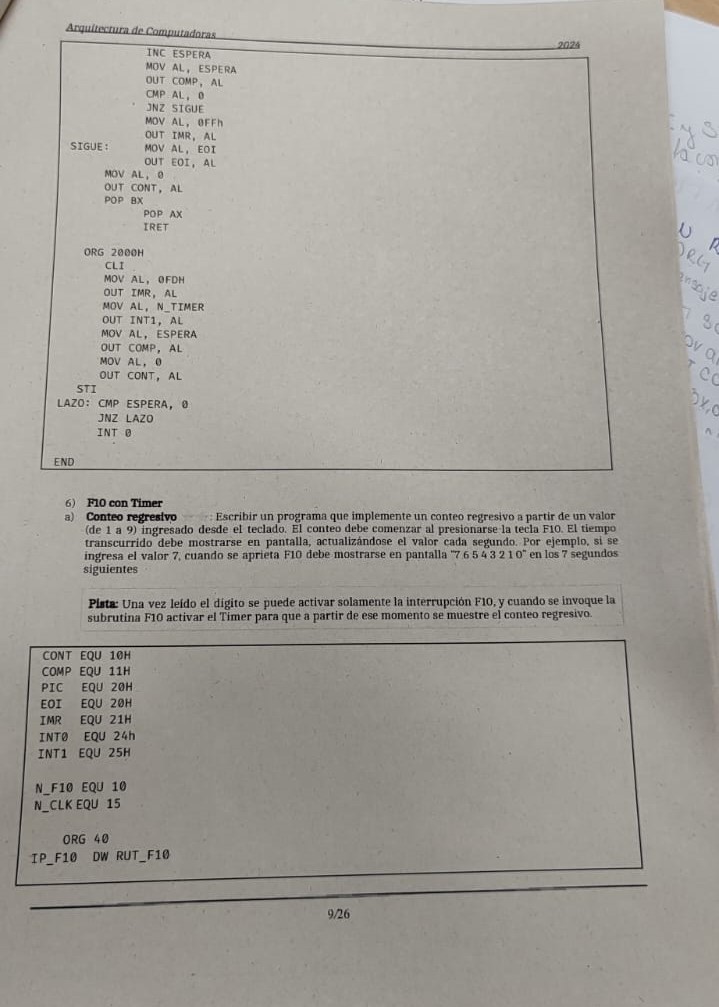 Arquitectura de Computadoras
2024
INC ESPERA
MOV AL, ESPERA
OUT COMP, AL
CMP AL, 0
JNZ SIGUE
MOV AL, 0FFh
OUT IMR, AL
SIGUE: MOV AL, EOI
OUT EOI, AL
MOV AL, 0
OUT CONT, AL
POP BX
POP AX
IRET
ORG 2000H
CLI
MOV AL, 0FDH
OUT IMR, AL
MOV AL, N_TIMER
OUT INT1, AL
MOV AL, ESPERA
OUT COMP, AL
MOV AL, 0
OUT CONT, AL
STI
LAZO: CMP ESPERA, 0
JNZ LAZO
INT 0
END
6) F10 con Timer
a) Conteo regresivo : Escribir un programa que implemente un conteo regresivo a partir de un valor
(de 1 a 9) ingresado desde el teclado. El conteo debe comenzar al presionarse la tecla F10. El tiempo
transcurrido debe mostrarse en pantalla, actualizándose el valor cada segundo. Por ejemplo, si se
ingresa el valor 7, cuando se aprieta F10 debe mostrarse en pantalla "7 6 5 4 3 2 1 0" en los 7 segundos
siguientes
Pista: Una vez leído el dígito se puede activar solamente la interrupción F10, y cuando se invoque la
subrutina F10 activar el Timer para que a partir de ese momento se muestre el conteo regresivo.
CONT EQU 10H
COMP EQU 11H
PIC EQU 20H
EOI EQU 20H
IMR EQU 21H
INT0 EQU 24h
INT1 EQU 25H
N_F10 EQU 10
N_CLK EQU 15
ORG 40
IP_F10 DW RUT_F10
9/26